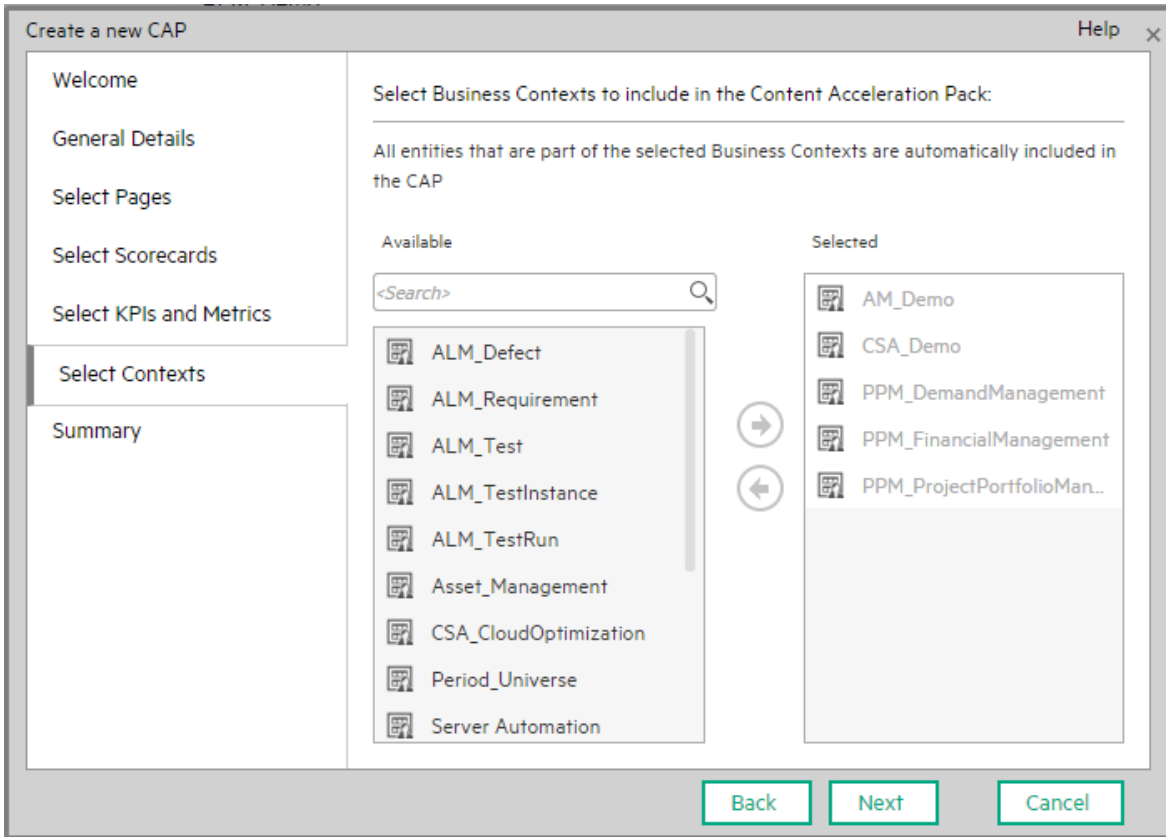 Create a new CAP
Help
Welcome
General Details
Select Pages
Select Scorecards
Select KPIs and Metrics
Select Contexts
Summary
Select Business Contexts to include in the Content Acceleration Pack:
All entities that are part of the selected Business Contexts are automatically included in
the CAP
Available
<Search>
ALM_Defect
ALM_Requirement
ALM_Test
ALM_TestInstance
ALM_TestRun
Asset_Management
CSA_CloudOptimization
Period_Universe
Server Automation
Selected
AM_Demo
CSA_Demo
PPM_DemandManagement
PPM_FinancialManagement
PPM_ProjectPortfolioMan...
Back
Next
Cancel